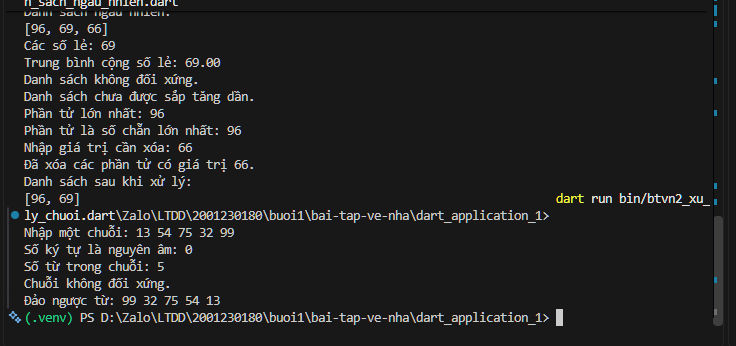 n_sach_ngau_nhien.dart
Danh sách ngẫu nhiên:
[96, 69, 66]
Các số lẻ: 69
Trung bình cộng số lẻ: 69.00
Danh sách không đối xứng.
Danh sách chưa được sắp tăng dần.
Phần tử lớn nhất: 96
Phần tử là số chẵn lớn nhất: 96
Nhập giá trị cần xóa: 66
Đã xóa các phần tử có giá trị 66.
Danh sách sau khi xử lý:
[96, 69] dart run bin/btvn2_xu_
ly_chuoi.dart\Zalo\LTDD\2001230180\buoi1\bai-tap-ve-nha\dart_application_1>
Nhập một chuỗi: 13 54 75 32 99
Số ký tự là nguyên âm: 0
Số từ trong chuỗi: 5
Chuỗi không đối xứng.
Đảo ngược từ: 99 32 75 54 13
(.venv) PS D:\Zalo\LTDD\2001230180\buoi1\bai-tap-ve-nha\dart_application_1>